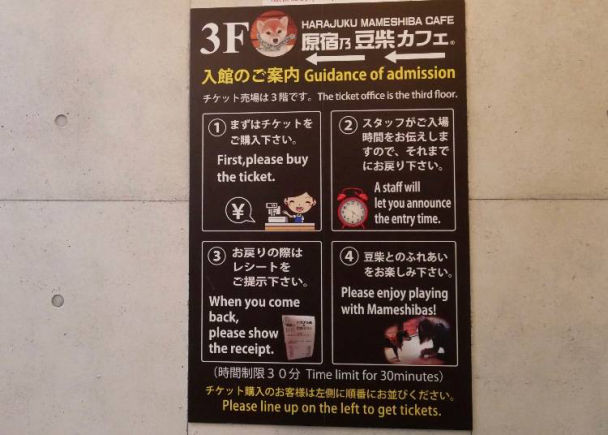 HARAJUKU MAMESHIBA CAFE
3F 原宿乃 豆柴カフェ®
入館のご案内 Guidance of admission
チケット売場は3階です。The ticket office is the third floor.
① まずはチケットを
ご購入下さい。
First,please buy
the ticket.
¥
② スタッフがご入場
時間をお伝えしま
すので、それまで
にお戻り下さい。
A staff will
let you announce
the entry time.
③ お戻りの際は
レシートを
ご提示下さい。
When you come
back,
please show
the receipt.
④ 豆柴とのふれあい
をお楽しみ下さい。
Please enjoy playing
with Mameshibas!
（時間制限３０分 Time limit for 30minutes）
チケット購入のお客様は左側に順番にお並びください。
Please line up on the left to get tickets.